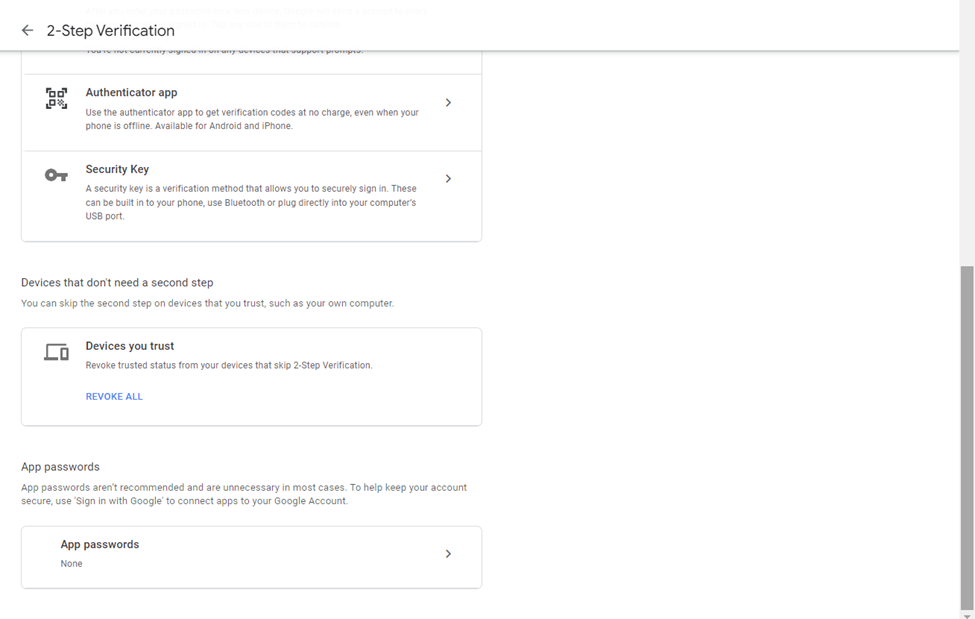 2-Step Verification
You're not currently signed in on any devices that support prompts.
Authenticator app
Use the authenticator app to get verification codes at no charge, even when your
phone is offline. Available for Android and iPhone.
Security Key
A security key is a verification method that allows you to securely sign in. These
can be built in to your phone, use Bluetooth or plug directly into your computer's
USB port.
Devices that don't need a second step
You can skip the second step on devices that you trust, such as your own computer.
Devices you trust
Revoke trusted status from your devices that skip 2-Step Verification.
REVOKE ALL
App passwords
App passwords aren't recommended and are unnecessary in most cases. To help keep your account
secure, use 'Sign in with Google' to connect apps to your Google Account.
App passwords
None